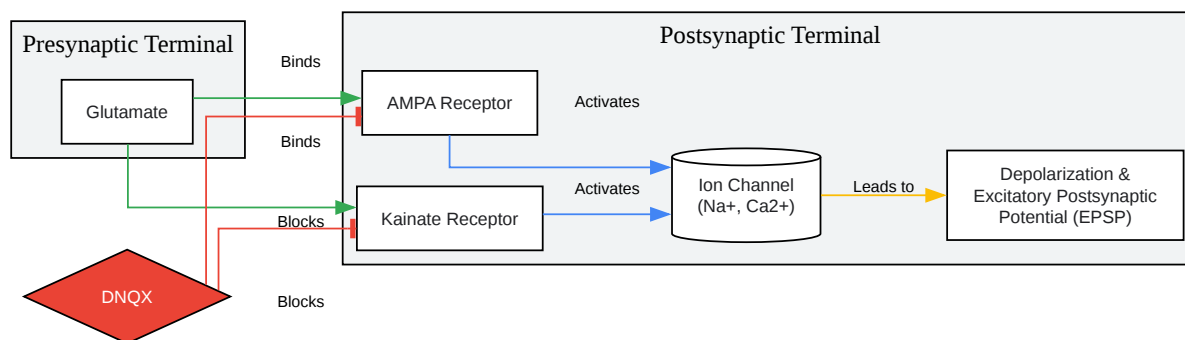 Presynaptic Terminal
Glutamate
Binds
Binds
Blocks
Blocks
DNQX
Postsynaptic Terminal
AMPA Receptor
Activates
Kainate Receptor
Activates
Ion Channel
(Na+, Ca2+)
Leads to
Depolarization &
Excitatory Postsynaptic
Potential (EPSP)